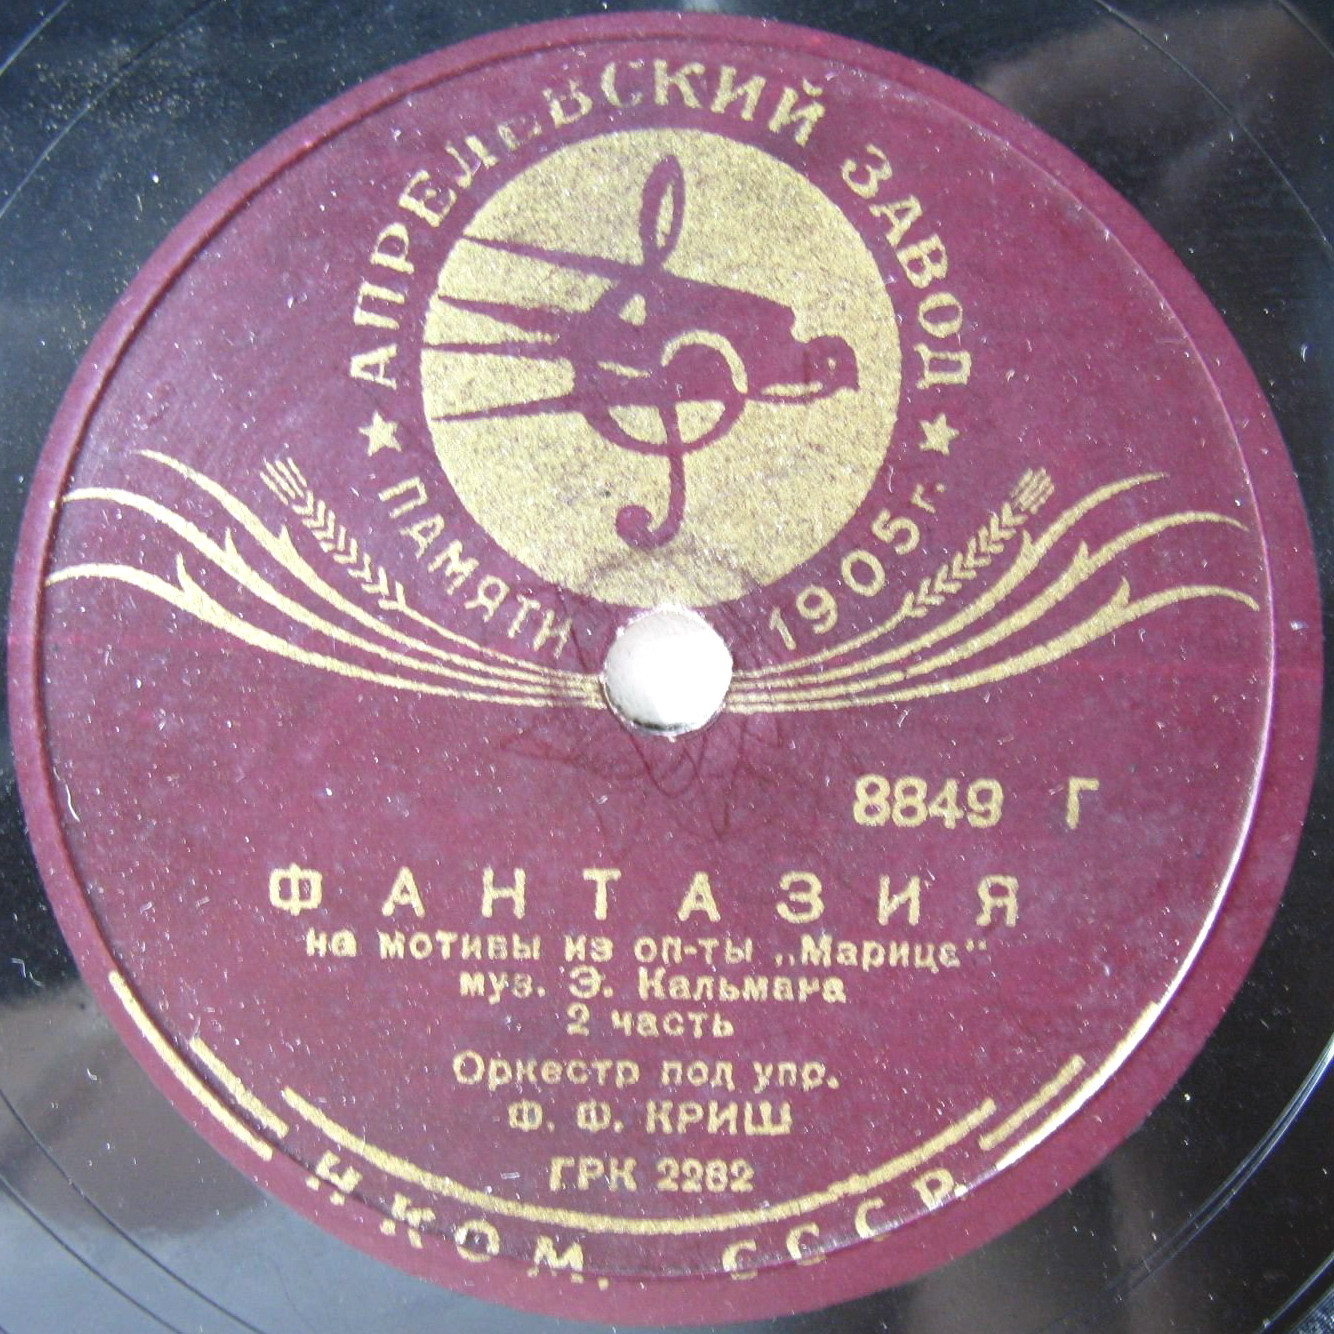 АПРЕЛЕВСКИЙ ЗАВОД
★ ПАМЯТИ 1905 г. ★
8849 Г
ФАНТАЗИЯ
на мотивы из оп-ты „Марица“
муз. Э. Кальмана
2 часть
Оркестр под упр.
Ф. Ф. КРИШ
ГРК 2282
НКОМ. СССР.